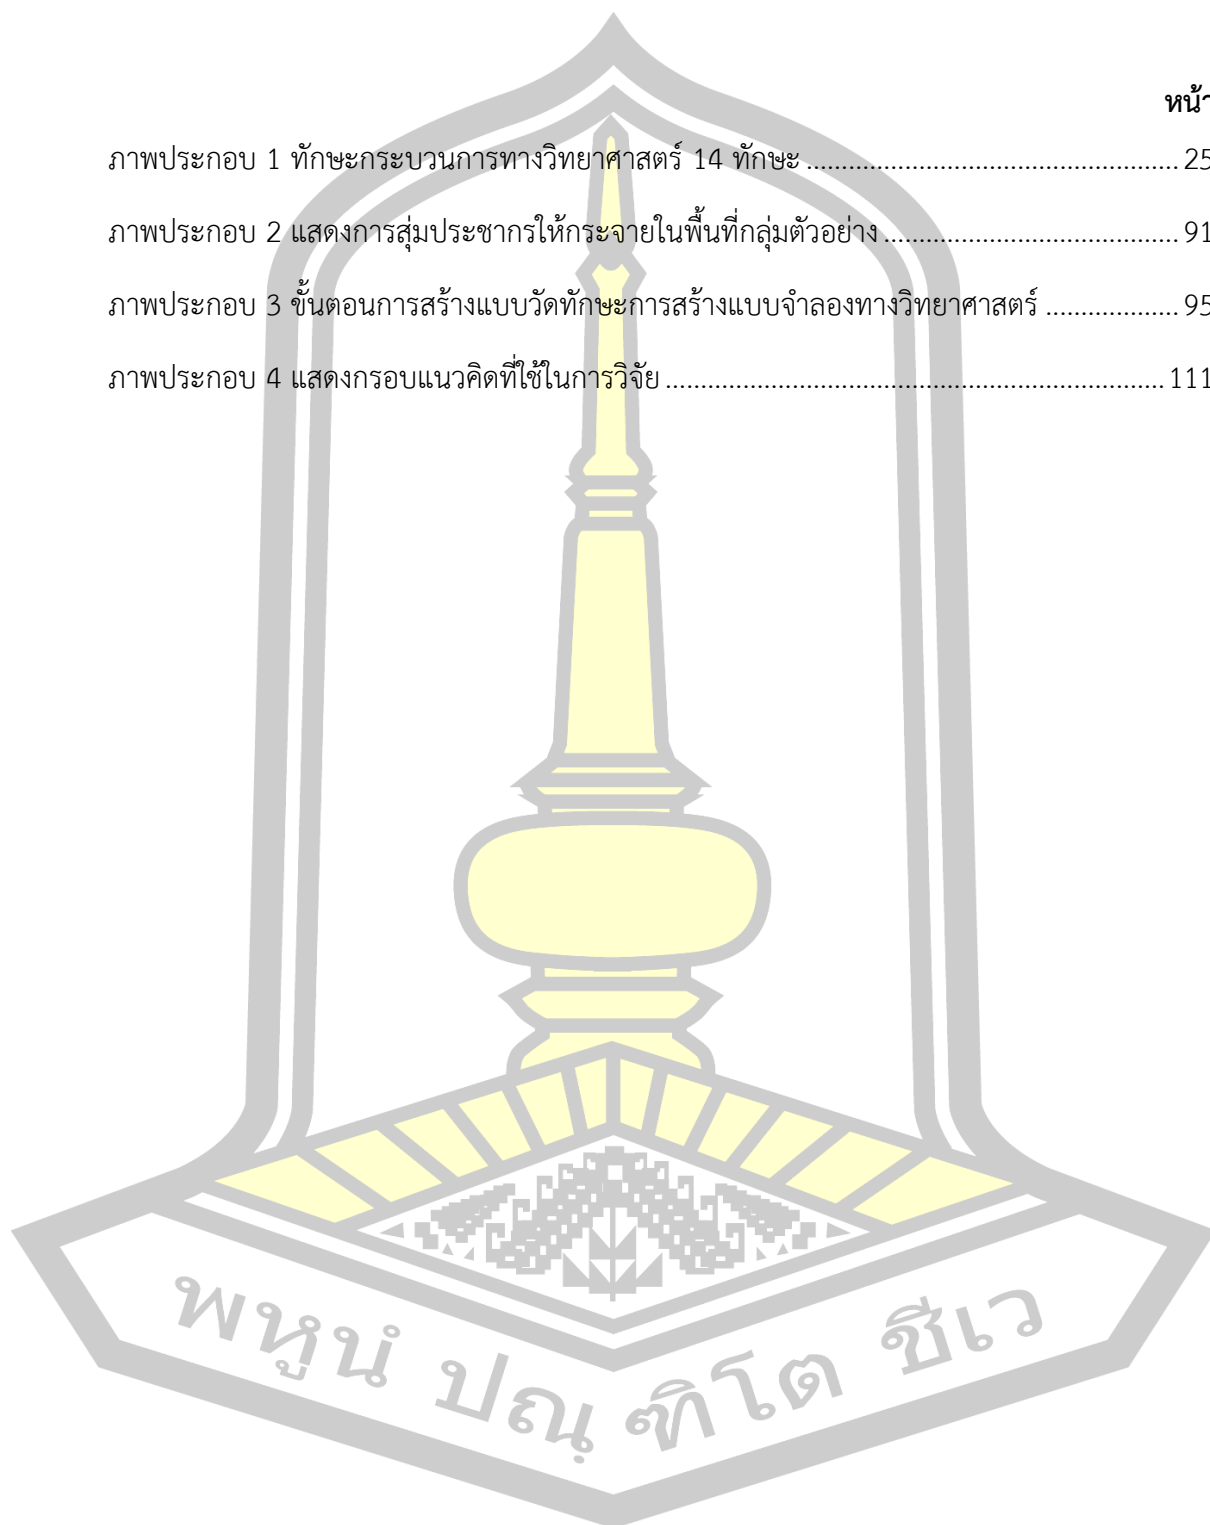 หน้า
ภาพประกอบ 1 ทักษะกระบวนการทางวิทยาศาสตร์ 14 ทักษะ ..................................................... 25
ภาพประกอบ 2 แสดงการสุ่มประชากรให้กระจายในพื้นที่กลุ่มตัวอย่าง .......................................... 91
ภาพประกอบ 3 ขั้นตอนการสร้างแบบวัดทักษะการสร้างแบบจำลองทางวิทยาศาสตร์ ................... 95
ภาพประกอบ 4 แสดงกรอบแนวคิดที่ใช้ในการวิจัย ....................................................................... 111
พหูนํ ปณฺ ฑิโต ชีเว